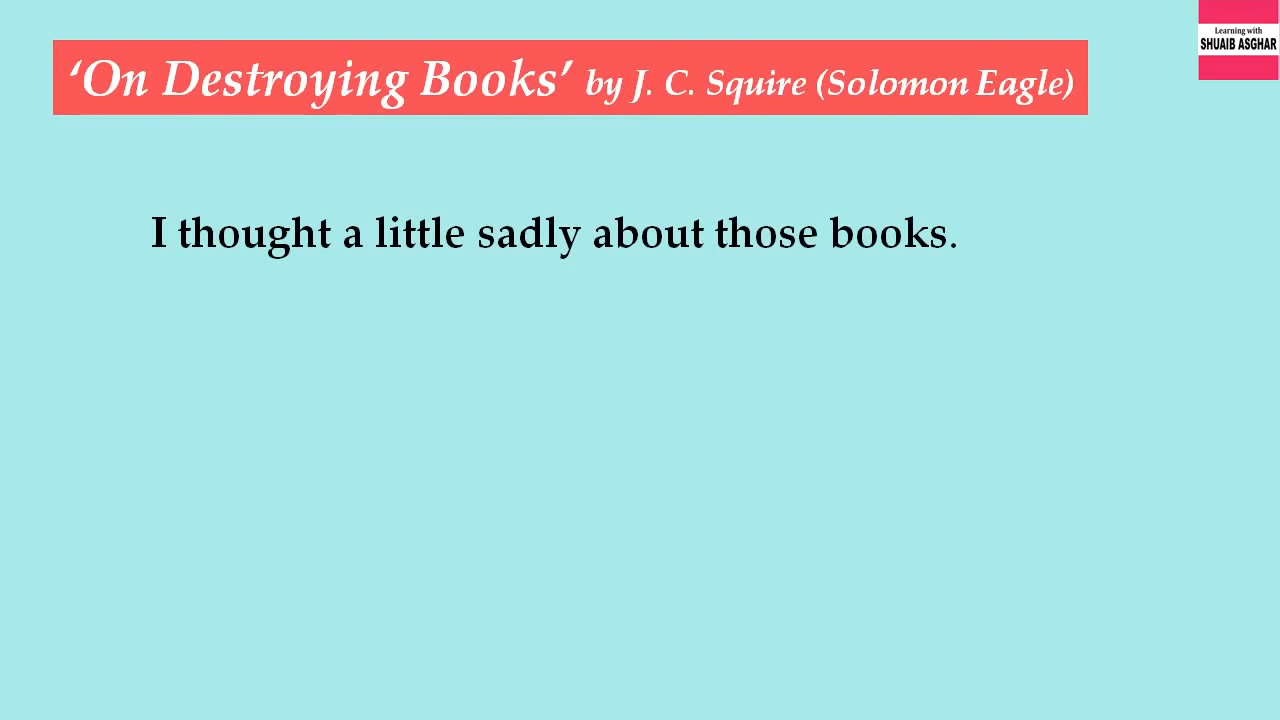 Learning with
SHUAIB ASGHAR
‘On Destroying Books’ by J. C. Squire (Solomon Eagle)
I thought a little sadly about those books.